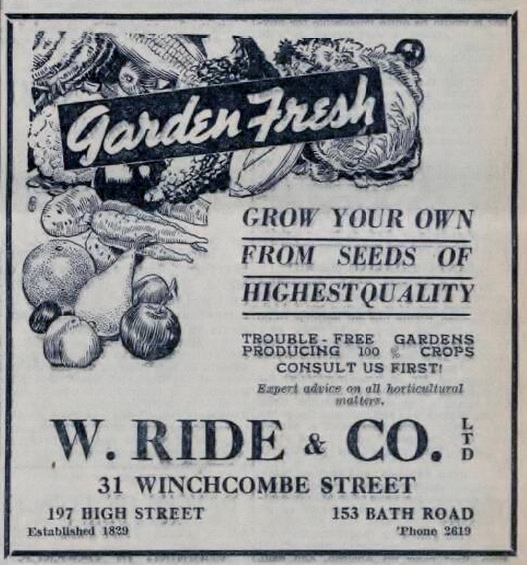 Garden Fresh
GROW YOUR OWN
FROM SEEDS OF
HIGHEST QUALITY
TROUBLE-FREE GARDENS
PRODUCING 100 % CROPS
CONSULT US FIRST!
Expert advice on all horticultural
matters.
W. RIDE & CO. LTD
31 WINCHCOMBE STREET
197 HIGH STREET 153 BATH ROAD
Established 1829 'Phone 2619